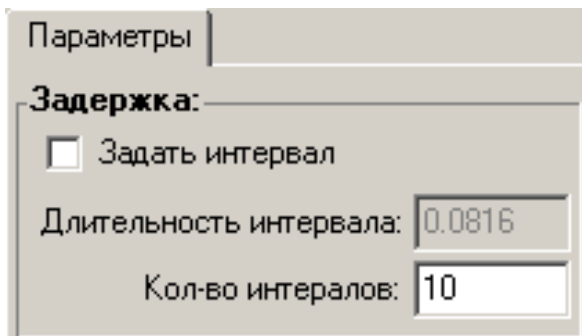 Параметры
Задержка:
Задать интервал
Длительность интервала: 0.0816
Кол-во интералов: 10